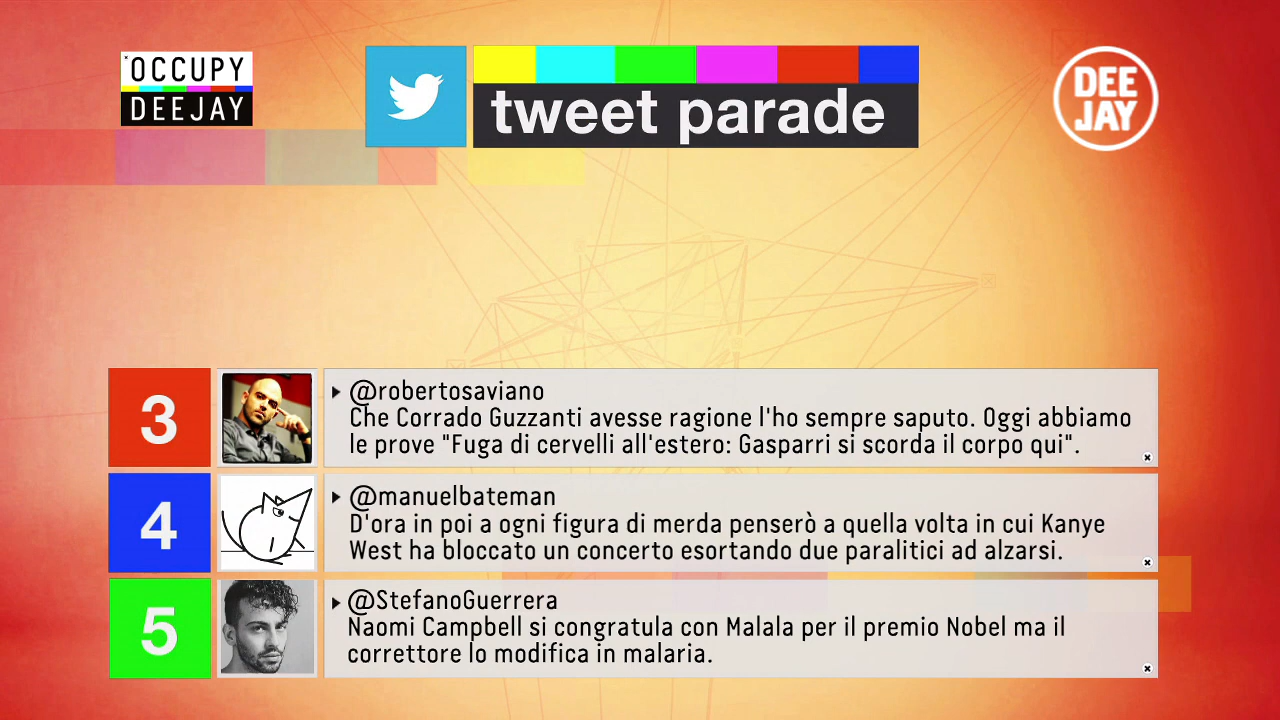 OCCUPY
DEEJAY
tweet parade
DEE
JAY
3
@robertosaviano
Che Corrado Guzzanti avesse ragione l'ho sempre saputo. Oggi abbiamo
le prove "Fuga di cervelli all'estero: Gasparri si scorda il corpo qui".
4
@manuelbateman
D'ora in poi a ogni figura di merda penserò a quella volta in cui Kanye
West ha bloccato un concerto esortando due paralitici ad alzarsi.
5
@StefanoGuerrera
Naomi Campbell si congratula con Malala per il premio Nobel ma il
correttore lo modifica in malaria.